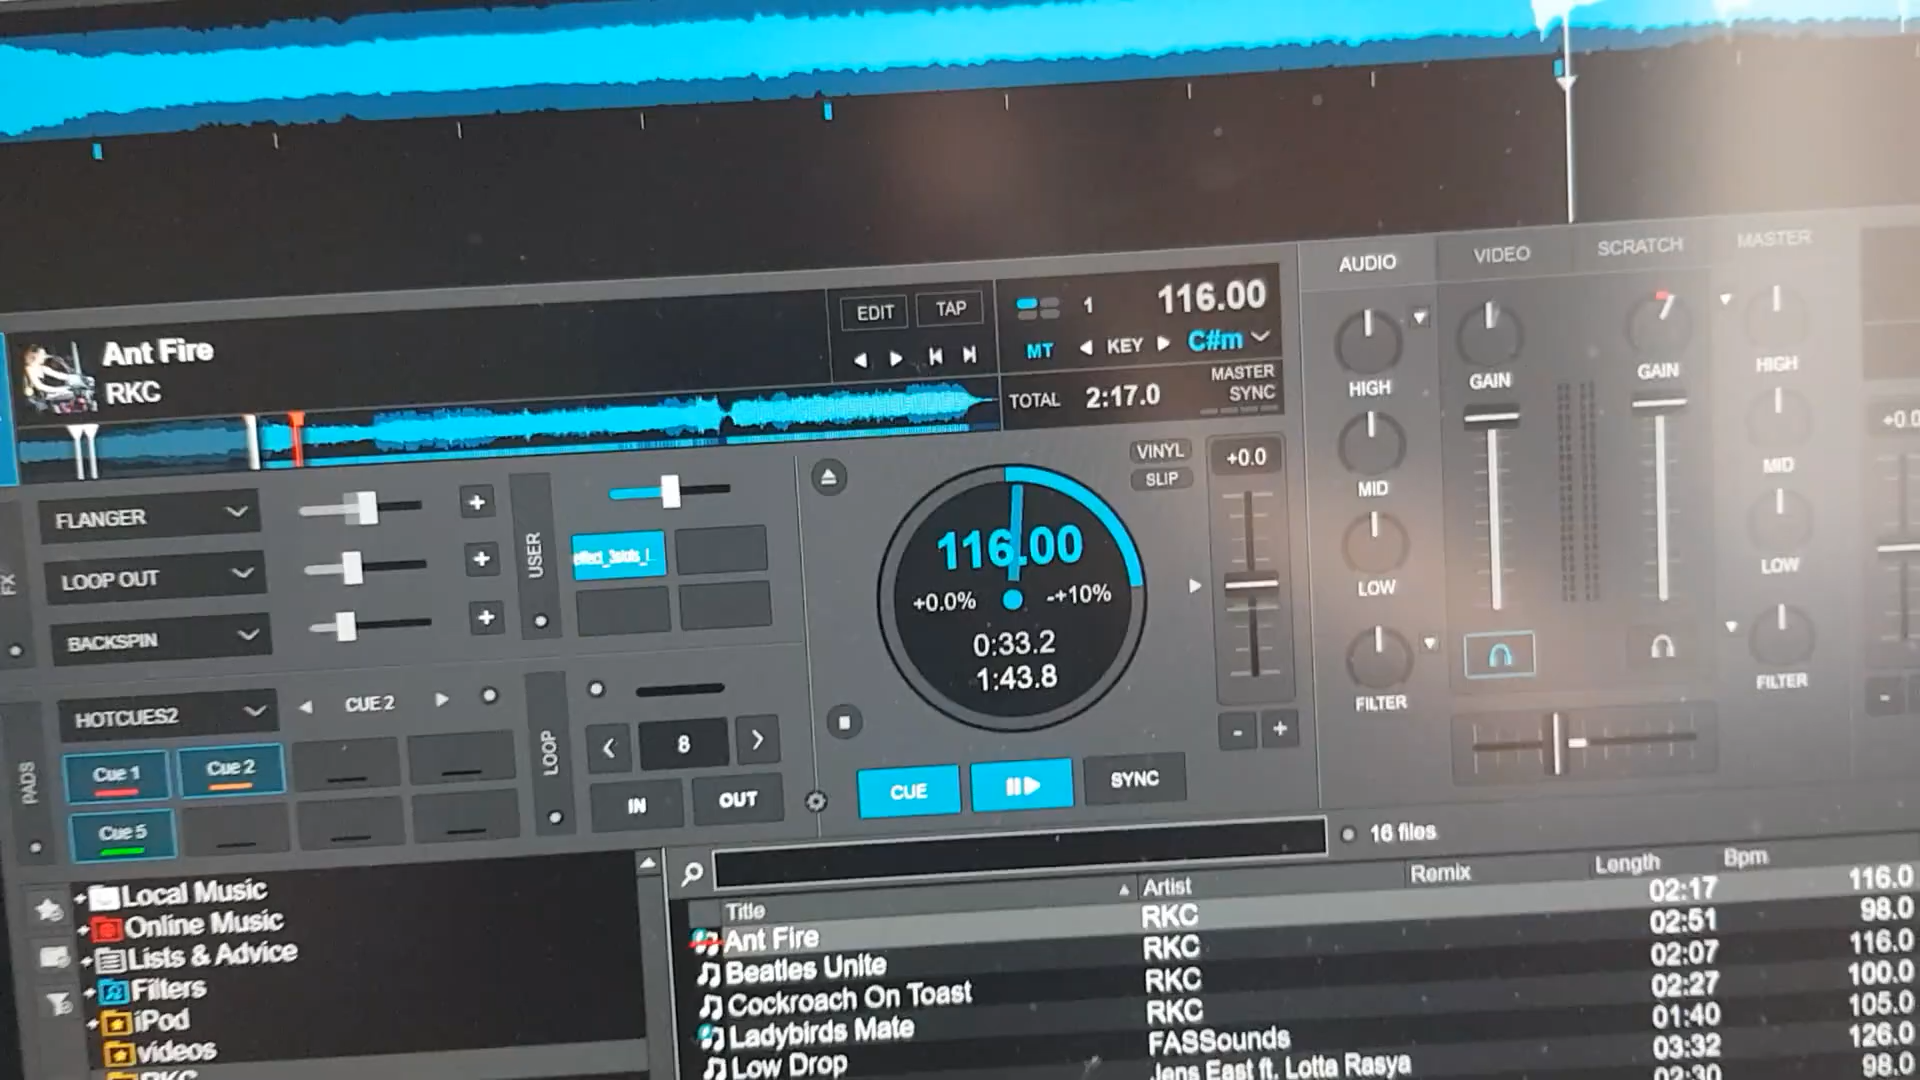 AUDIO VIDEO SCRATCH MASTER
EDIT TAP 1 116.00
MT KEY C#m
Ant Fire
RKC
TOTAL 2:17.0 MASTER SYNC
HIGH GAIN GAIN HIGH
MID MID
LOW LOW
FILTER FILTER
VINYL
SLIP
+0.0
FLANGER
LOOP OUT
BACKSPIN
FX
USER
116.00
+0.0% -+10%
0:33.2
1:43.8
HOTCUES2 CUE 2
PADS
Cue 1 Cue 2
Cue 5
LOOP
8
IN OUT
CUE SYNC
- +
16 files
Local Music
Online Music
Lists & Advice
Filters
iPod
videos
RKC
Title Artist Remix Length Bpm
Ant Fire RKC 02:17 116.0
Beatles Unite RKC 02:51 98.0
Cockroach On Toast RKC 02:07 116.0
Ladybirds Mate RKC 02:27 100.0
Low Drop FASSounds 01:40 105.0
Jens East ft. Lotta Rasya 03:32 126.0
02:30 98.0